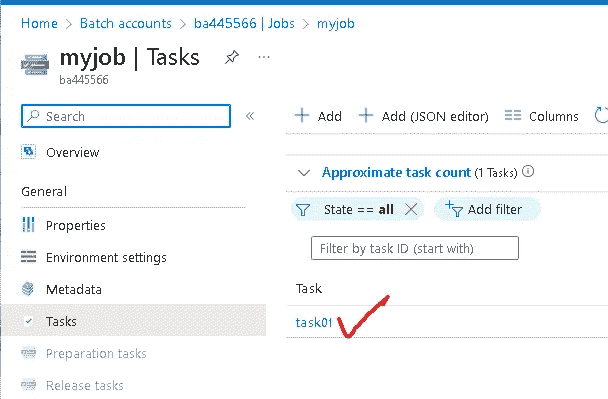 Home > Batch accounts > ba445566 | Jobs > myjob
myjob | Tasks
ba445566
Search
Add
Add (JSON editor)
Columns
Overview
General
Properties
Environment settings
Metadata
Tasks
Preparation tasks
Release tasks
Approximate task count (1 Tasks)
State == all
Add filter
Filter by task ID (start with)
Task
task01